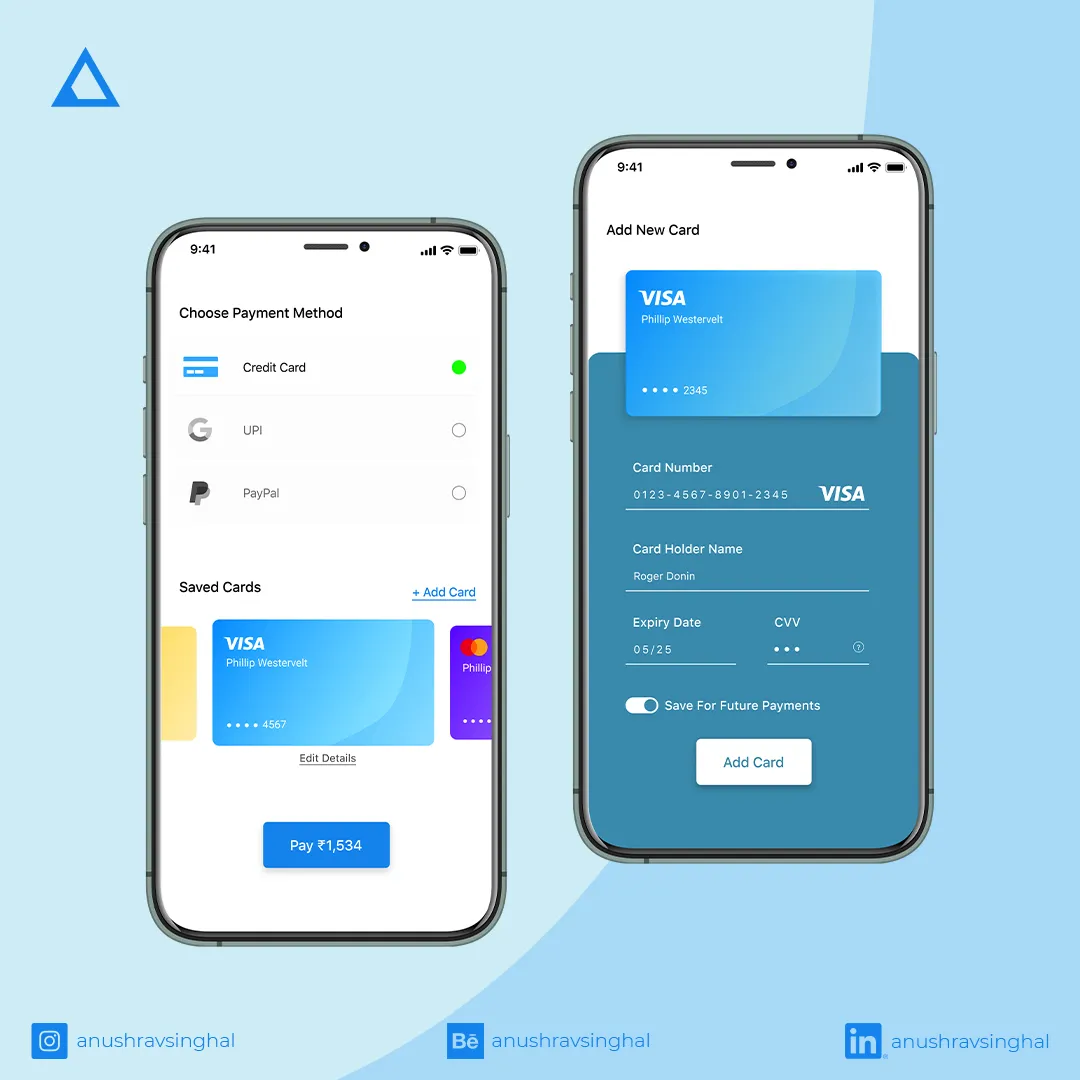 9:41
Choose Payment Method
Credit Card
UPI
PayPal
Saved Cards
+ Add Card
VISA
Phillip Westervelt
•••• 4567
Phillip
••••
Edit Details
Pay ₹1,534
9:41
Add New Card
VISA
Phillip Westervelt
•••• 2345
Card Number
0123-4567-8901-2345 VISA
Card Holder Name
Roger Donin
Expiry Date CVV
05/25 ••• ?
Save For Future Payments
Add Card
anushravsinghal
Bē anushravsinghal
in anushravsinghal